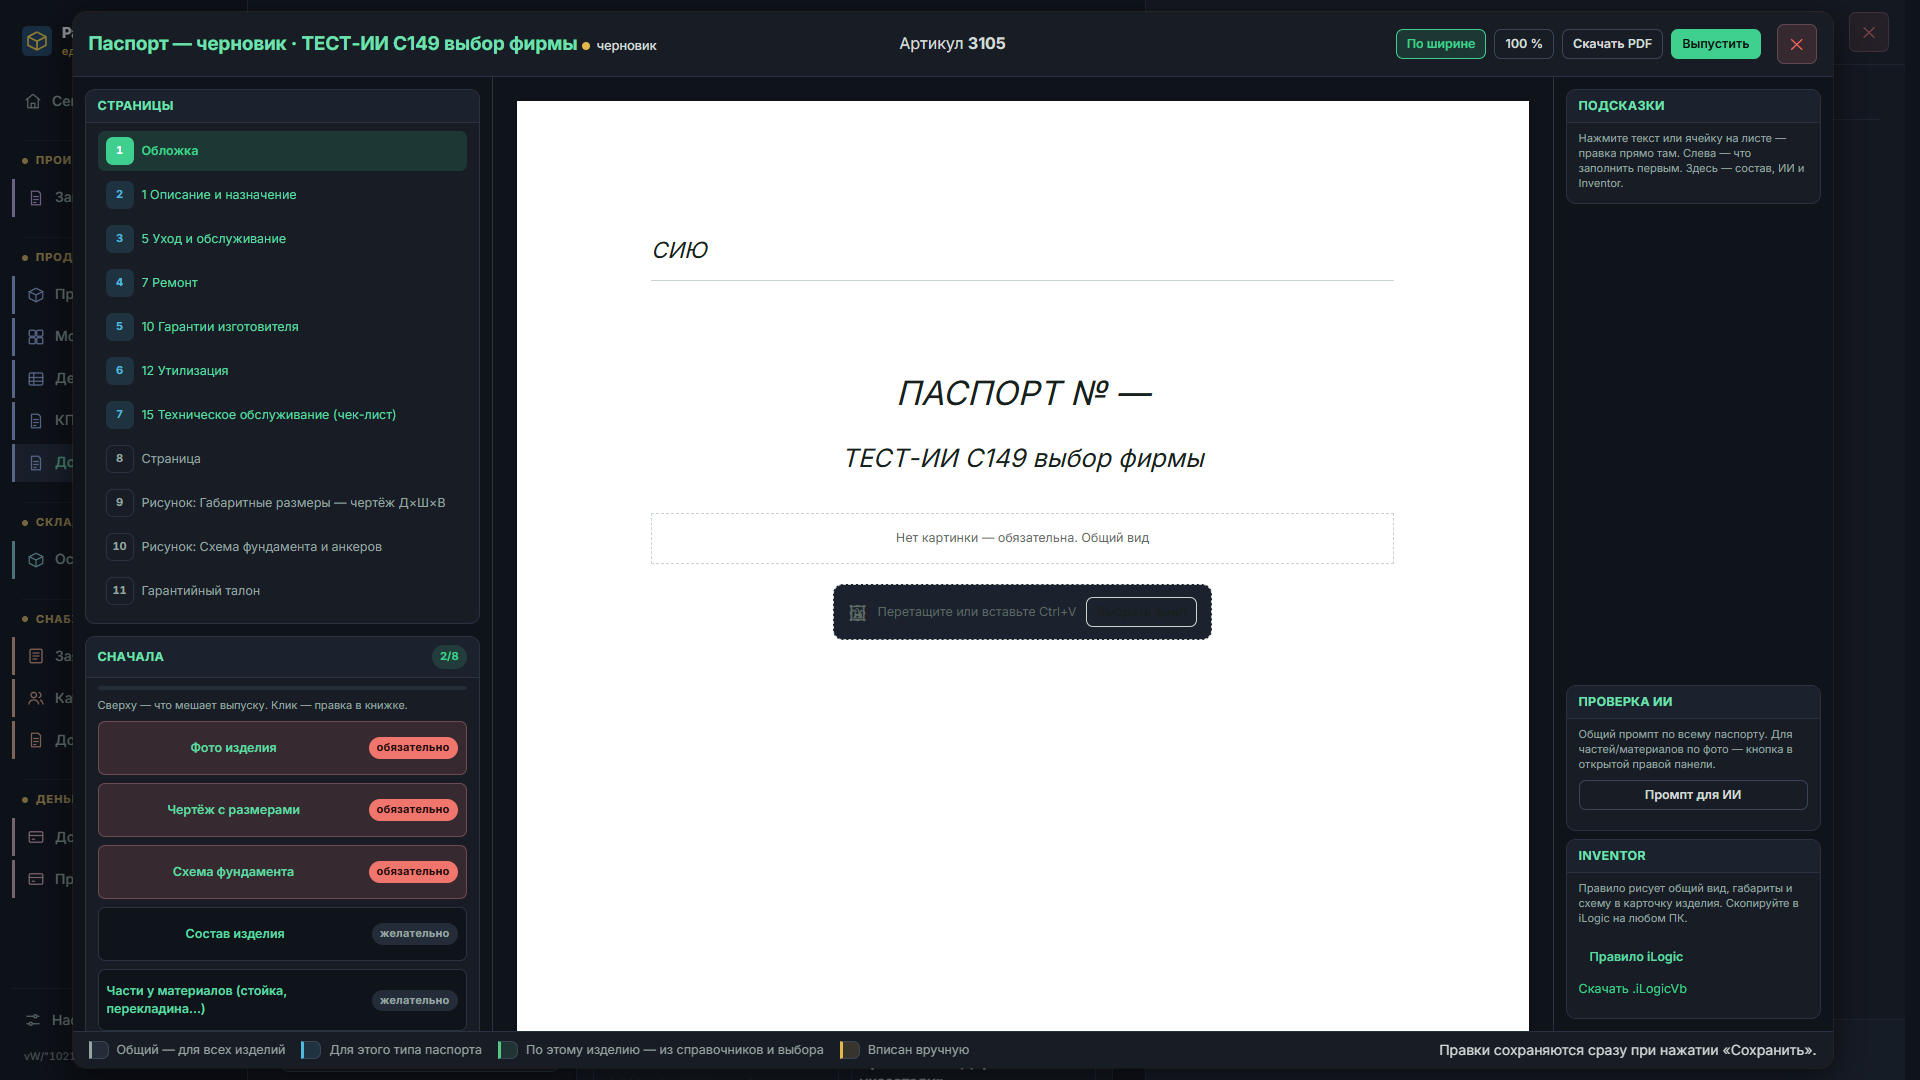 Паспорт — черновик · ТЕСТ-ИИ С149 выбор фирмы
черновик
Артикул 3105
По ширине
100 %
Скачать PDF
Выпустить
СТРАНИЦЫ
1 Обложка
2 1 Описание и назначение
3 5 Уход и обслуживание
4 7 Ремонт
5 10 Гарантии изготовителя
6 12 Утилизация
7 15 Техническое обслуживание (чек-лист)
8 Страница
9 Рисунок: Габаритные размеры — чертёж Д×Ш×В
10 Рисунок: Схема фундамента и анкеров
11 Гарантийный талон
СНАЧАЛА
2/8
Сверху — что мешает выпуску. Клик — правка в книжке.
Фото изделия
обязательно
Чертёж с размерами
обязательно
Схема фундамента
обязательно
Состав изделия
желательно
Части у материалов (стойка,
перекладина...)
желательно
СИЮ
ПАСПОРТ № —
ТЕСТ-ИИ С149 выбор фирмы
Нет картинки — обязательна. Общий вид
Перетащите или вставьте Ctrl+V
ПОДСКАЗКИ
Нажмите текст или ячейку на листе —
правка прямо там. Слева — что
заполнить первым. Здесь — состав, ИИ и
Inventor.
ПРОВЕРКА ИИ
Общий промпт по всему паспорту. Для
частей/материалов по фото — кнопка в
открытой правой панели.
Промпт для ИИ
INVENTOR
Правило рисует общий вид, габариты и
схему в карточку изделия. Скопируйте в
iLogic на любом ПК.
Правило iLogic
Скачать .iLogicVb
Общий — для всех изделий
Для этого типа паспорта
По этому изделию — из справочников и выбора
Вписан вручную
Правки сохраняются сразу при нажатии «Сохранить».